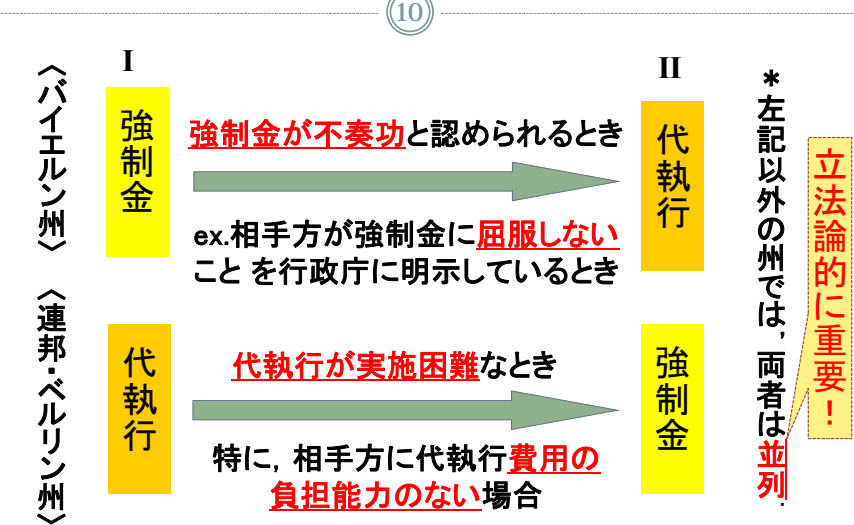 10
〈バイエルン州〉
I
強制金
強制金が不奏功と認められるとき
ex.相手方が強制金に屈服しない
こと を行政庁に明示しているとき
II
代執行
〈連邦・ベルリン州〉
代執行
代執行が実施困難なとき
特に，相手方に代執行費用の
負担能力のない場合
強制金
＊左記以外の州では，両者は並列．
立法論的に重要！